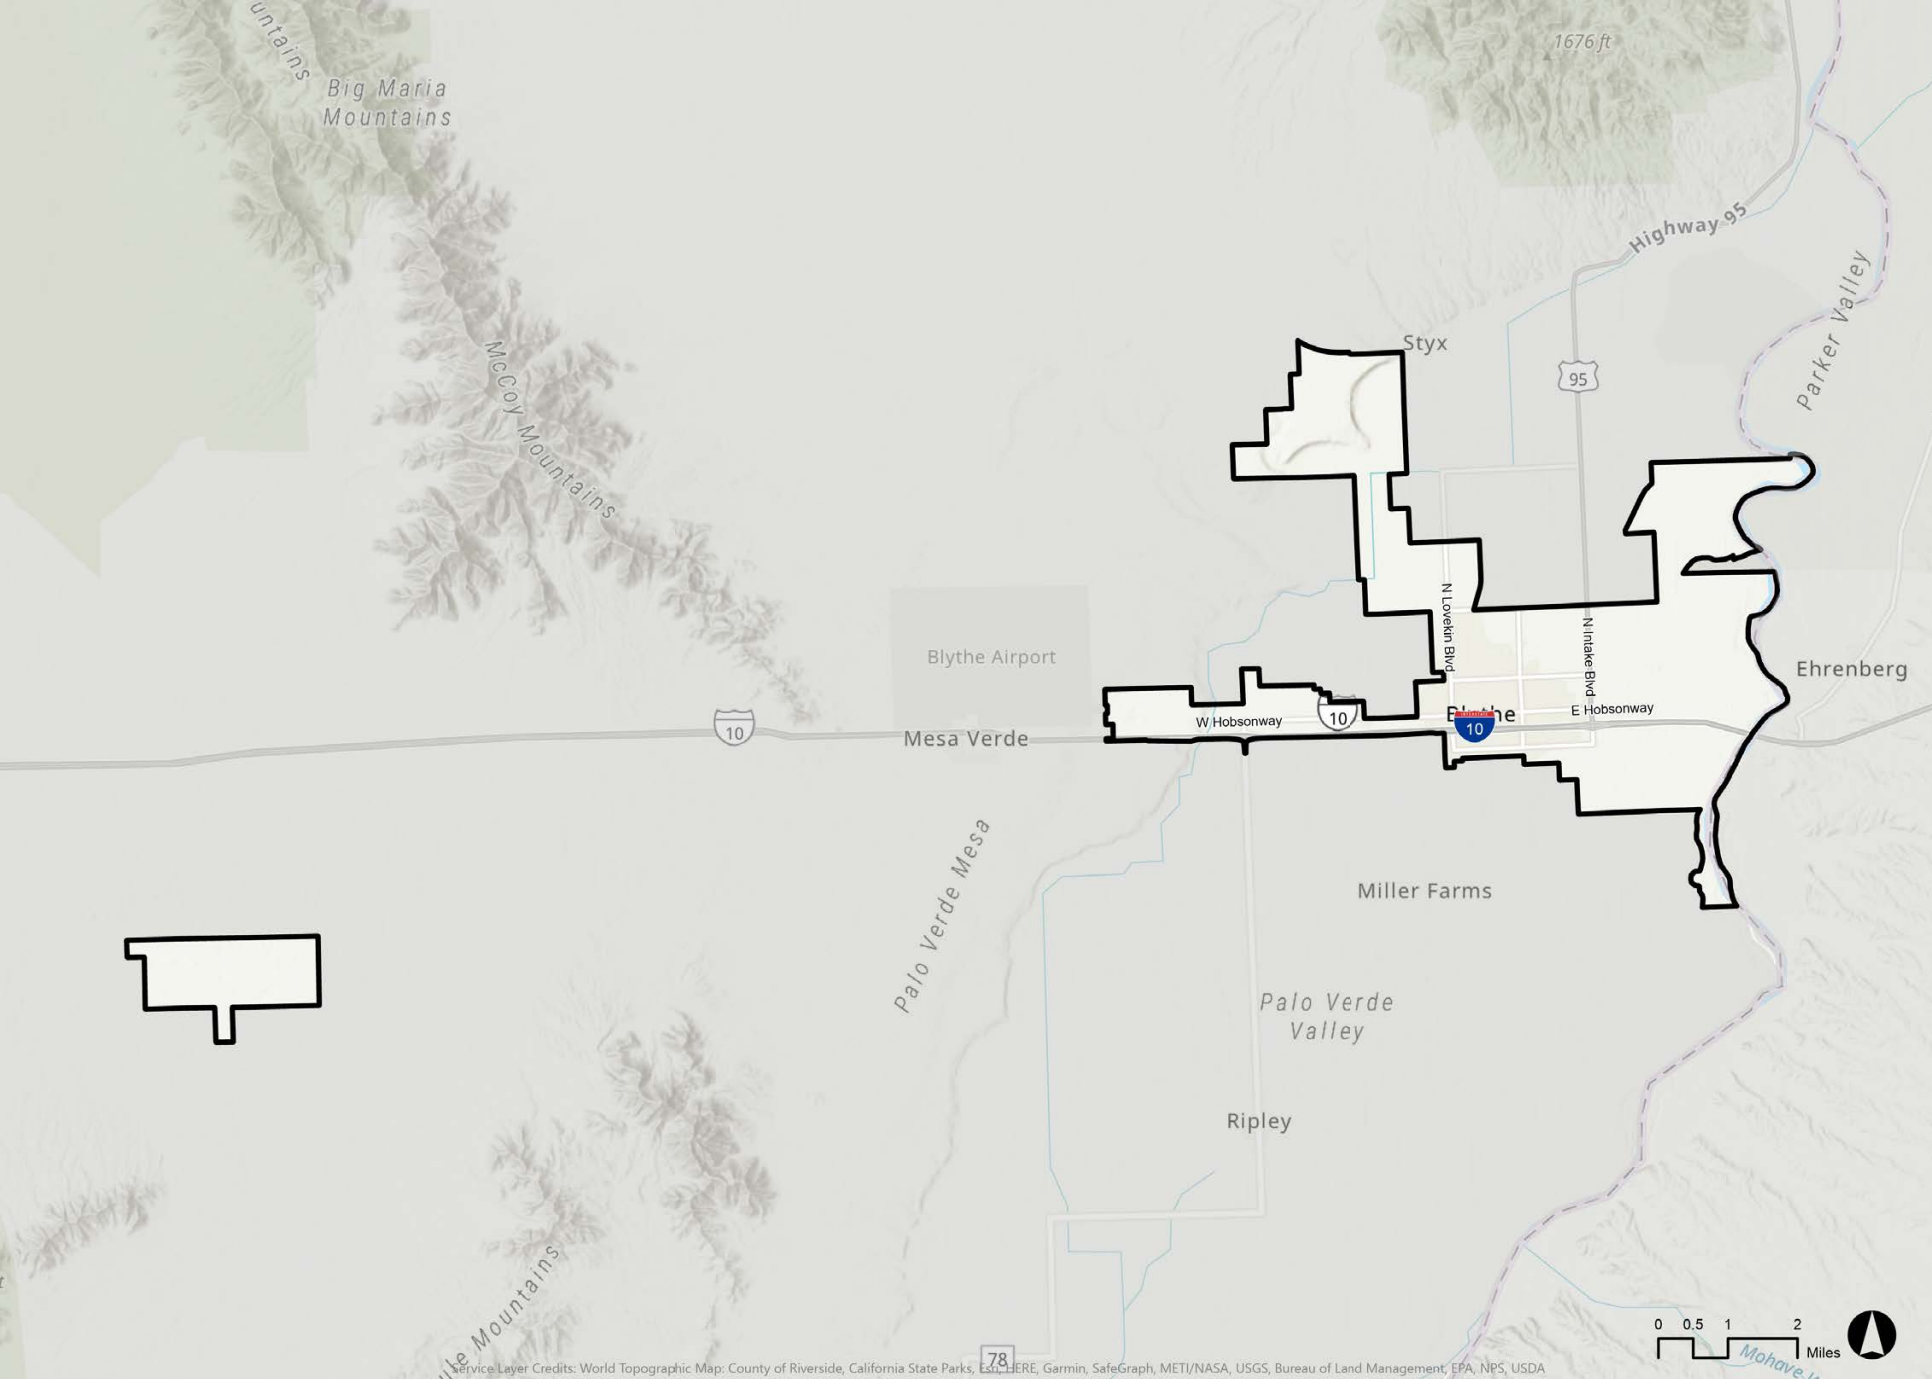 untains
1676 ft
Big Maria
Mountains
Highway 95
Parker Valley
Styx
McCoy Mountains
95
N Lovekin Blvd
N Intake Blvd
Blythe Airport
Ehrenberg
W Hobsonway
10
Blythe
E Hobsonway
10
10
Mesa Verde
Palo Verde Mesa
Miller Farms
Palo Verde
Valley
Ripley
ule Mountains
78
0 0.5 1 2
Miles
Mohave
Service Layer Credits: World Topographic Map: County of Riverside, California State Parks, Esri, HERE, Garmin, SafeGraph, METI/NASA, USGS, Bureau of Land Management, EPA, NPS, USDA